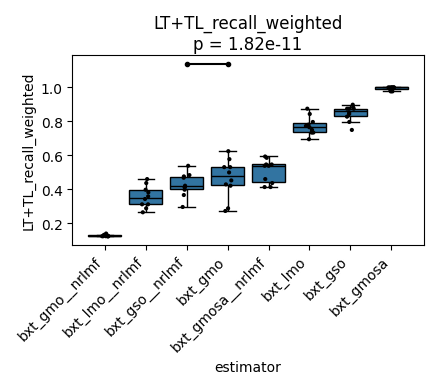 LT+TL_recall_weighted
p = 1.82e-11
LT+TL_recall_weighted
1.0
0.8
0.6
0.4
0.2
bxt_gmo__nrlmf
bxt_lmo__nrlmf
bxt_gso__nrlmf
bxt_gmo
bxt_gmosa__nrlmf
bxt_lmo
bxt_gso
bxt_gmosa
estimator